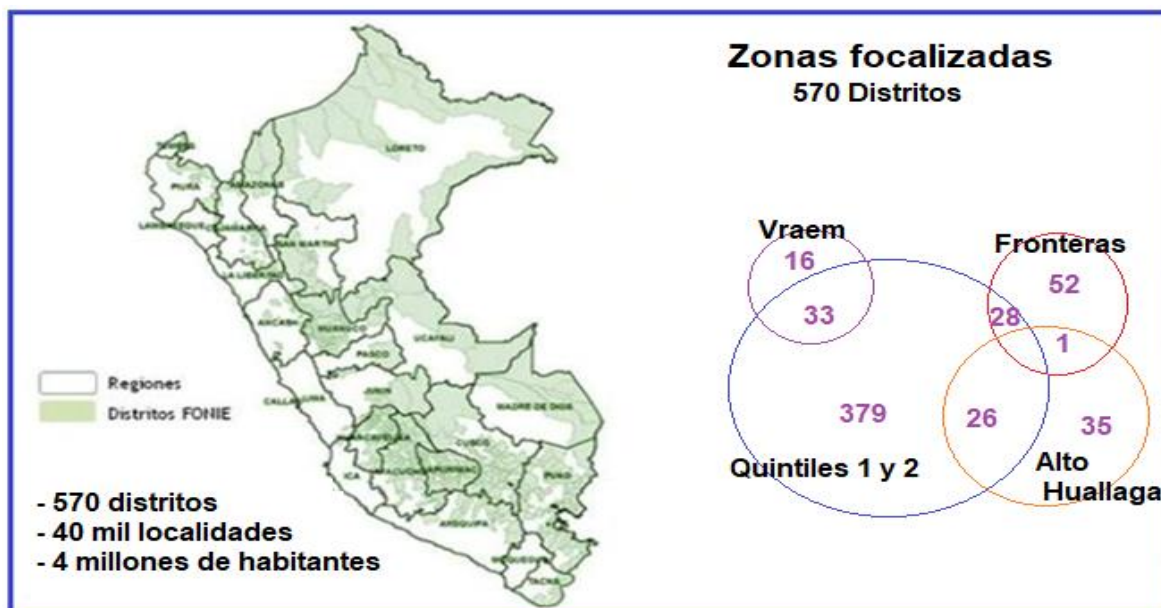 Zonas focalizadas
570 Distritos
TUMBES
PIURA
LAMBAYEQUE
CAJAMARCA
AMAZONAS
LORETO
SAN MARTIN
LA LIBERTAD
ANCASH
HUANUCO
UCAYALI
PASCO
JUNIN
CALLAO
LIMA
MADRE DE DIOS
HUANCAVELICA
CUSCO
ICA
AYACUCHO
APURIMAC
PUNO
AREQUIPA
MOQUEGUA
TACNA
Regiones
Distritos FONIE
- 570 distritos
- 40 mil localidades
- 4 millones de habitantes
Vraem
16
33
Fronteras
52
28
1
379
26
35
Quintiles 1 y 2
Alto
Huallaga